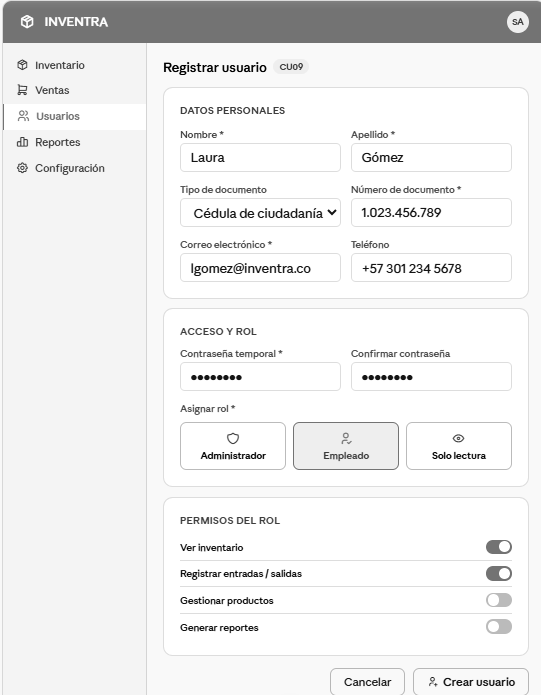 INVENTRA
SA
Inventario
Ventas
Usuarios
Reportes
Configuración
Registrar usuario CU09
DATOS PERSONALES
Nombre * Apellido *
Laura Gómez
Tipo de documento Número de documento *
Cédula de ciudadanía 1.023.456.789
Correo electrónico * Teléfono
lgomez@inventra.co +57 301 234 5678
ACCESO Y ROL
Contraseña temporal * Confirmar contraseña
•••••••• ••••••••
Asignar rol *
Administrador Empleado Solo lectura
PERMISOS DEL ROL
Ver inventario
Registrar entradas / salidas
Gestionar productos
Generar reportes
Cancelar Crear usuario